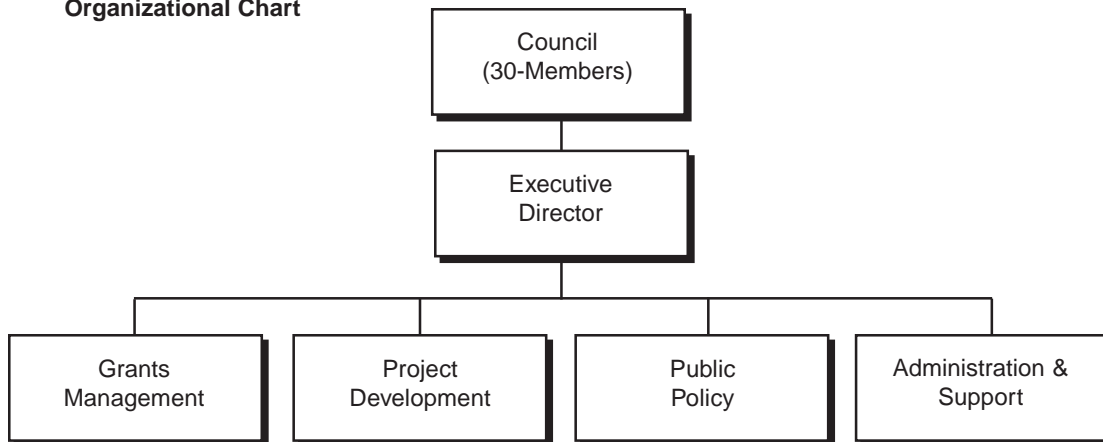 Organizational Chart
Council
(30-Members)
Executive
Director
Grants
Management
Project
Development
Public
Policy
Administration &
Support